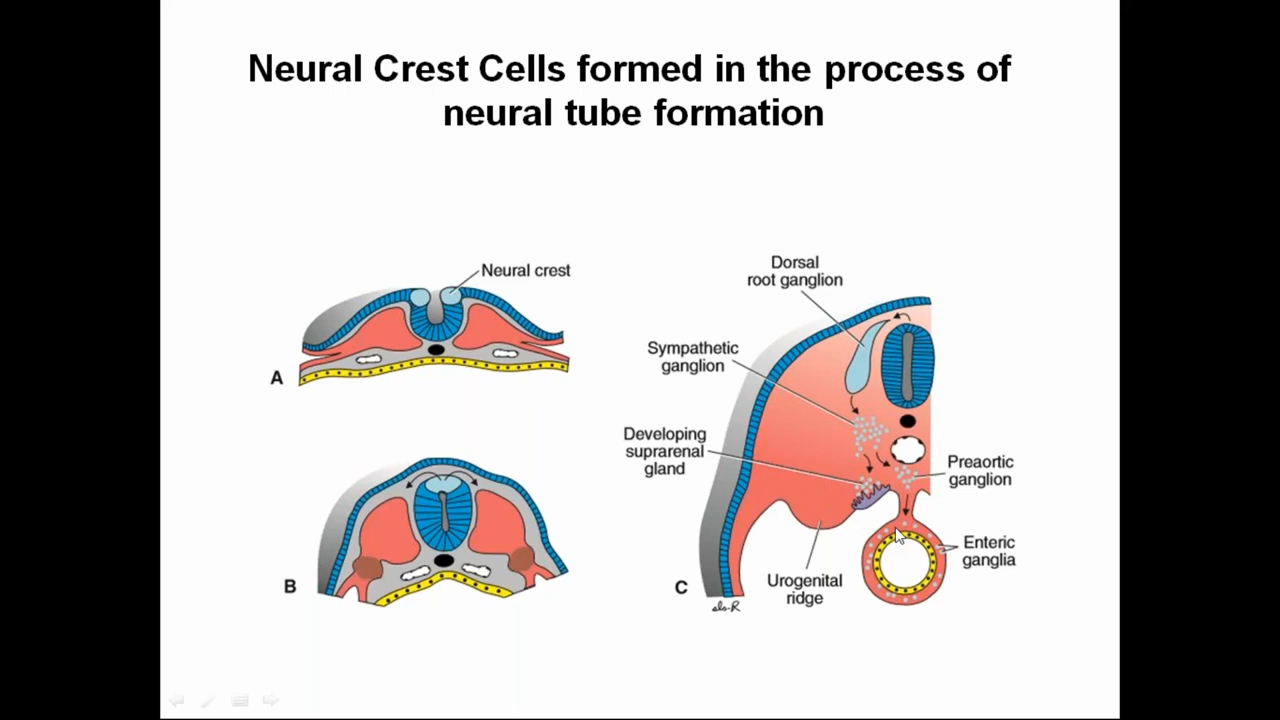 Neural Crest Cells formed in the process of
neural tube formation
Neural crest
A
B
Dorsal
root ganglion
Sympathetic
ganglion
Developing
suprarenal
gland
Preaortic
ganglion
Enteric
ganglia
Urogenital
ridge
C